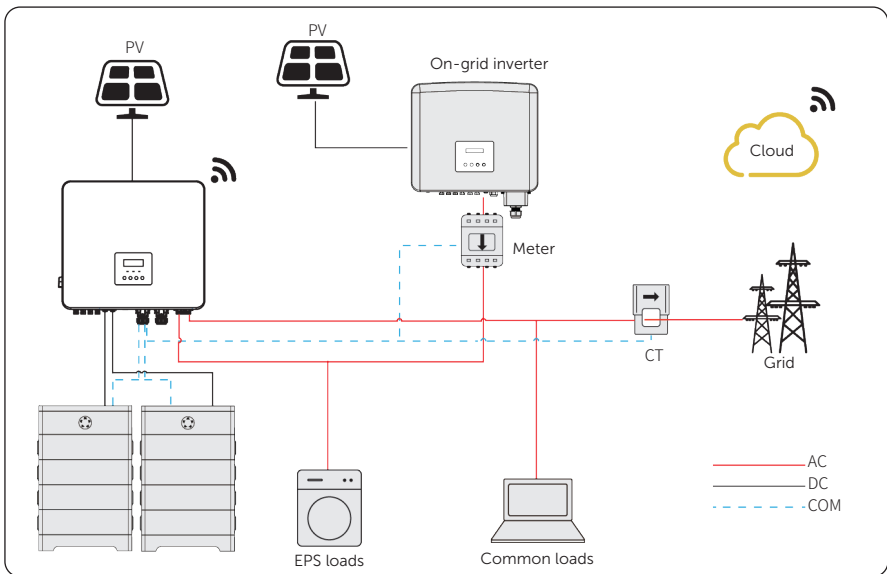 PV
PV
On-grid inverter
Cloud
Meter
CT
Grid
AC
DC
COM
EPS loads
Common loads